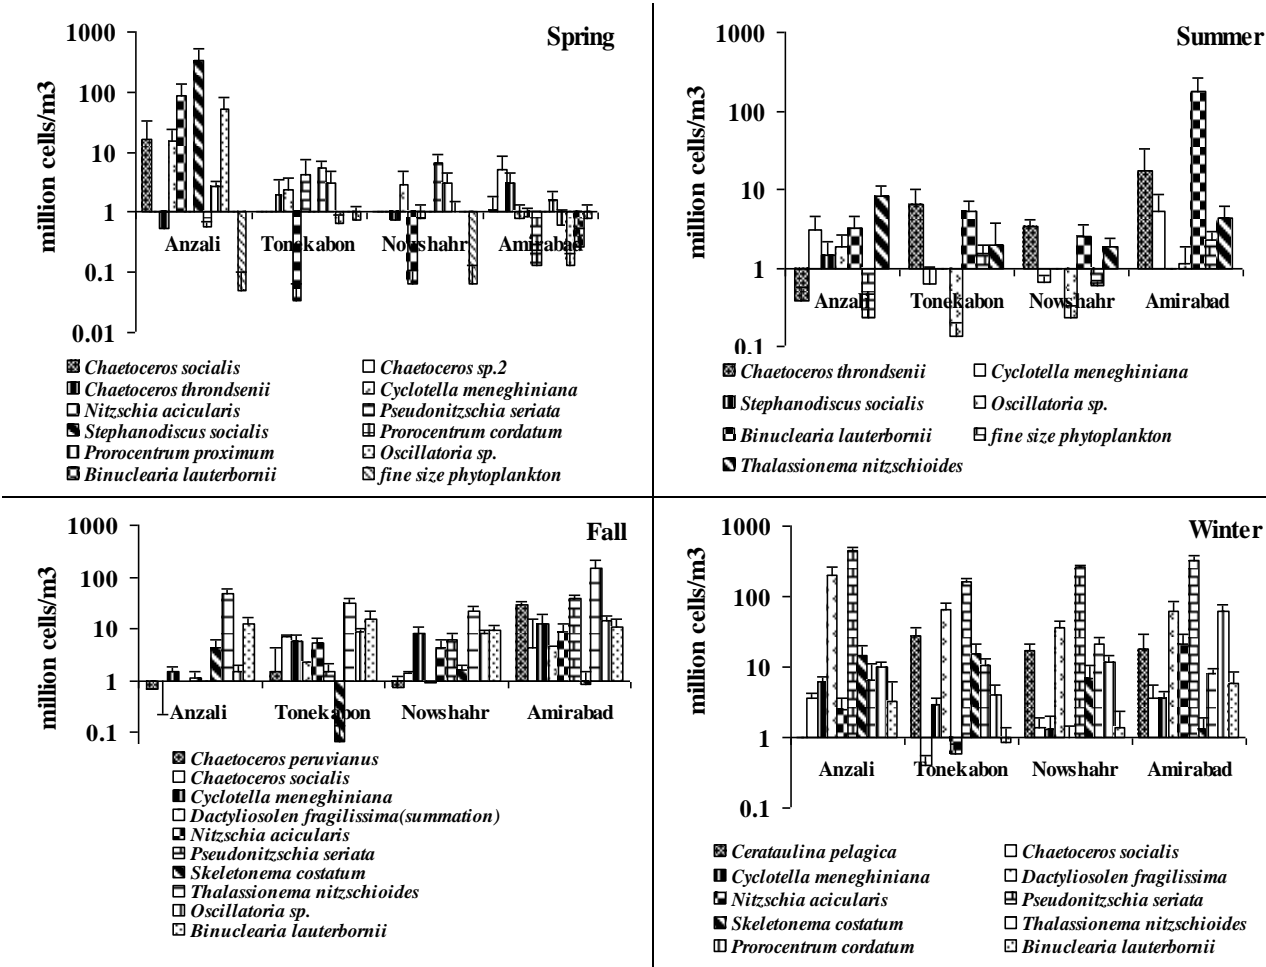 Spring
million cells/m3
1000
100
10
1
0.1
0.01
Anzali
Tonekabon
Nowshahr
Amirabad
Chaetoceros socialis
Chaetoceros sp.2
Chaetoceros throndsenii
Cyclotella meneghiniana
Nitzschia acicularis
Pseudonitzschia seriata
Stephanodiscus socialis
Prorocentrum cordatum
Prorocentrum proximum
Oscillatoria sp.
Binuclearia lauterbornii
fine size phytoplankton
Summer
million cells/m3
1000
100
10
1
0.1
Anzali
Tonekabon
Nowshahr
Amirabad
Chaetoceros throndsenii
Cyclotella meneghiniana
Stephanodiscus socialis
Oscillatoria sp.
Binuclearia lauterbornii
fine size phytoplankton
Thalassionema nitzschioides
Fall
million cells/m3
1000
100
10
1
0.1
Anzali
Tonekabon
Nowshahr
Amirabad
Chaetoceros peruvianus
Chaetoceros socialis
Cyclotella meneghiniana
Dactyliosolen fragilissima(summation)
Nitzschia acicularis
Pseudonitzschia seriata
Skeletonema costatum
Thalassionema nitzschioides
Oscillatoria sp.
Binuclearia lauterbornii
Winter
million cells/m3
1000
100
10
1
0.1
Anzali
Tonekabon
Nowshahr
Amirabad
Cerataulina pelagica
Chaetoceros socialis
Cyclotella meneghiniana
Dactyliosolen fragilissima
Nitzschia acicularis
Pseudonitzschia seriata
Skeletonema costatum
Thalassionema nitzschioides
Prorocentrum cordatum
Binuclearia lauterbornii